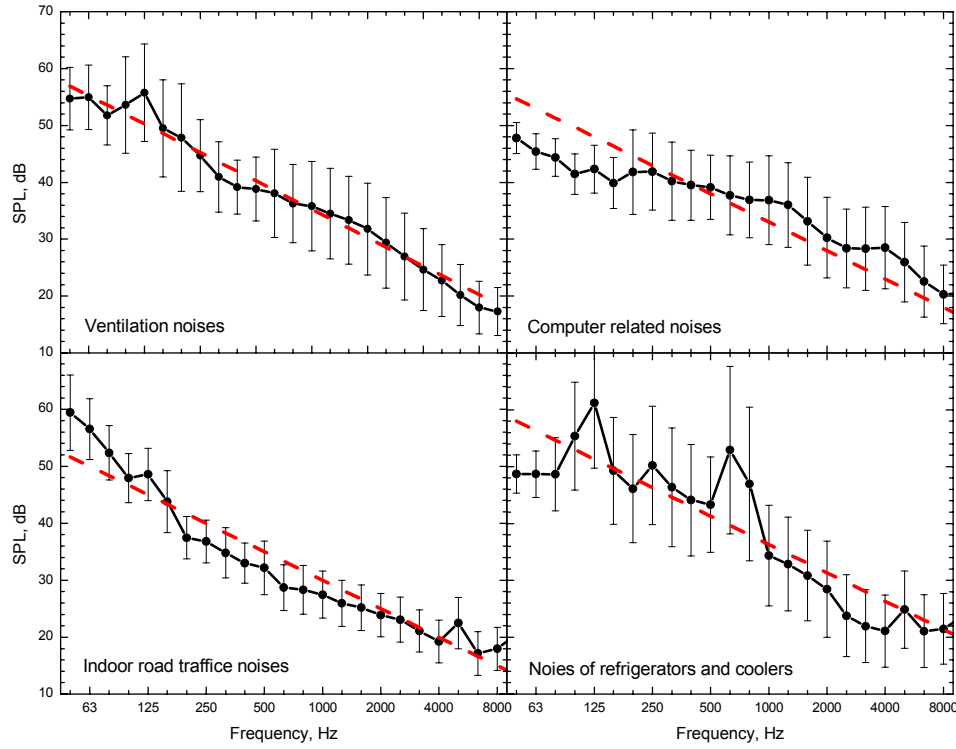 70
60
50
40
30
20
10
SPL, dB
Ventilation noises
Computer related noises
60
50
40
30
20
10
SPL, dB
Indoor road traffice noises
Noies of refrigerators and coolers
63 125 250 500 1000 2000 4000 8000
63 125 250 500 1000 2000 4000 8000
Frequency, Hz
Frequency, Hz